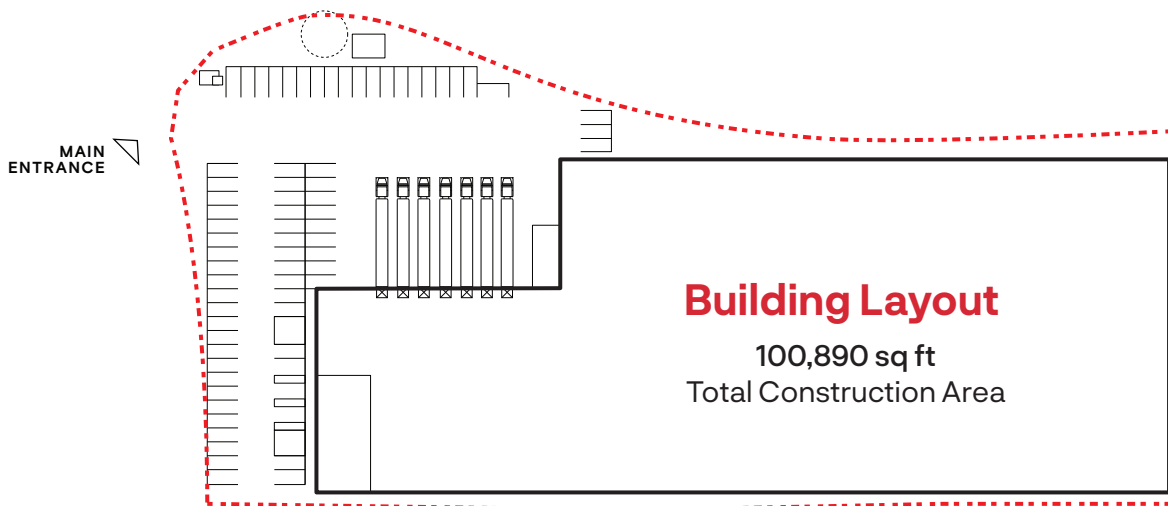 MAIN
ENTRANCE
Building Layout
100,890 sq ft
Total Construction Area